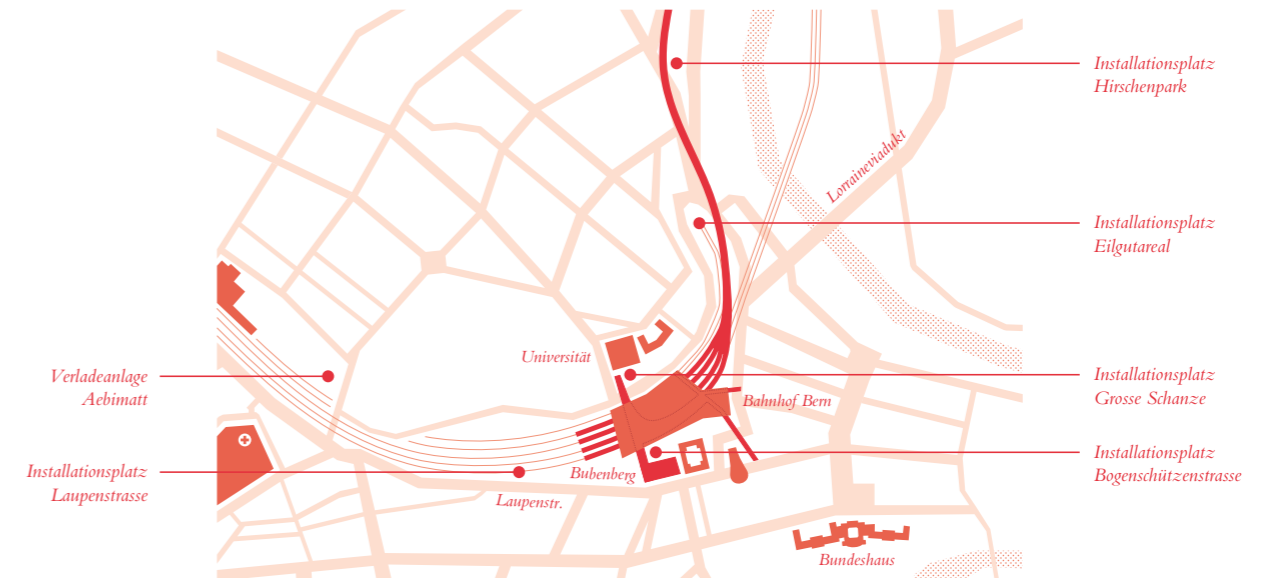 Installationsplatz
Hirschenpark
Lorraineviadukt
Installationsplatz
Eilgutareal
Universität
Verladeanlage
Aebimatt
Installationsplatz
Grosse Schanze
Bahnhof Bern
Installationsplatz
Laupenstrasse
Bubenberg
Laupenstr.
Installationsplatz
Bogenschützenstrasse
Bundeshaus